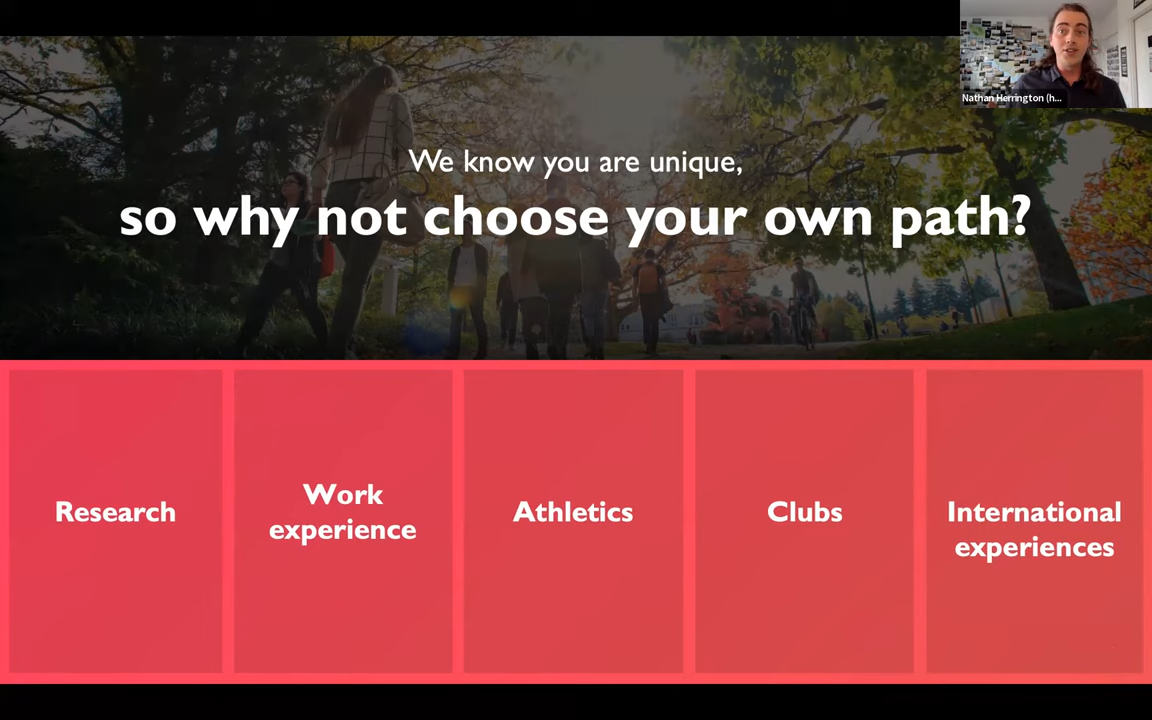 Nathan Herrington (h...
We know you are unique,
so why not choose your own path?
Research
Work
experience
Athletics
Clubs
International
experiences